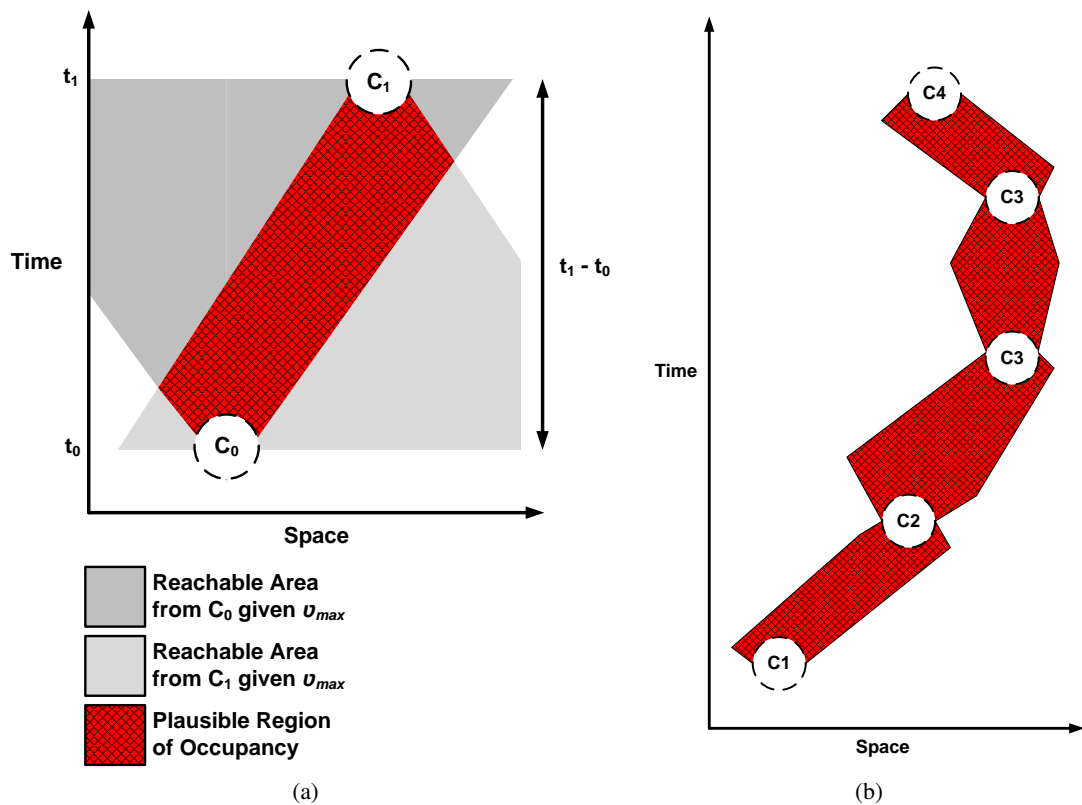 t₁
C₁
Time
t₁ - t₀
t₀
C₀
Space
Reachable Area
from C₀ given υmax
Reachable Area
from C₁ given υmax
Plausible Region
of Occupancy
(a)
C4
C3
Time
C3
C2
C1
Space
(b)